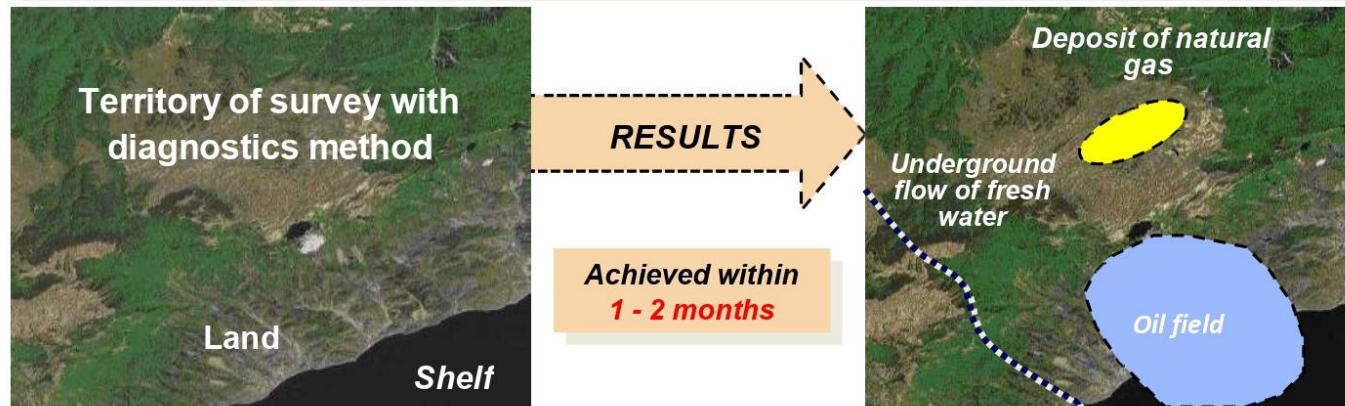 Territory of survey with
diagnostics method
Land
Shelf
RESULTS
Achieved within
1 - 2 months
Deposit of natural
gas
Underground
flow of fresh
water
Oil field